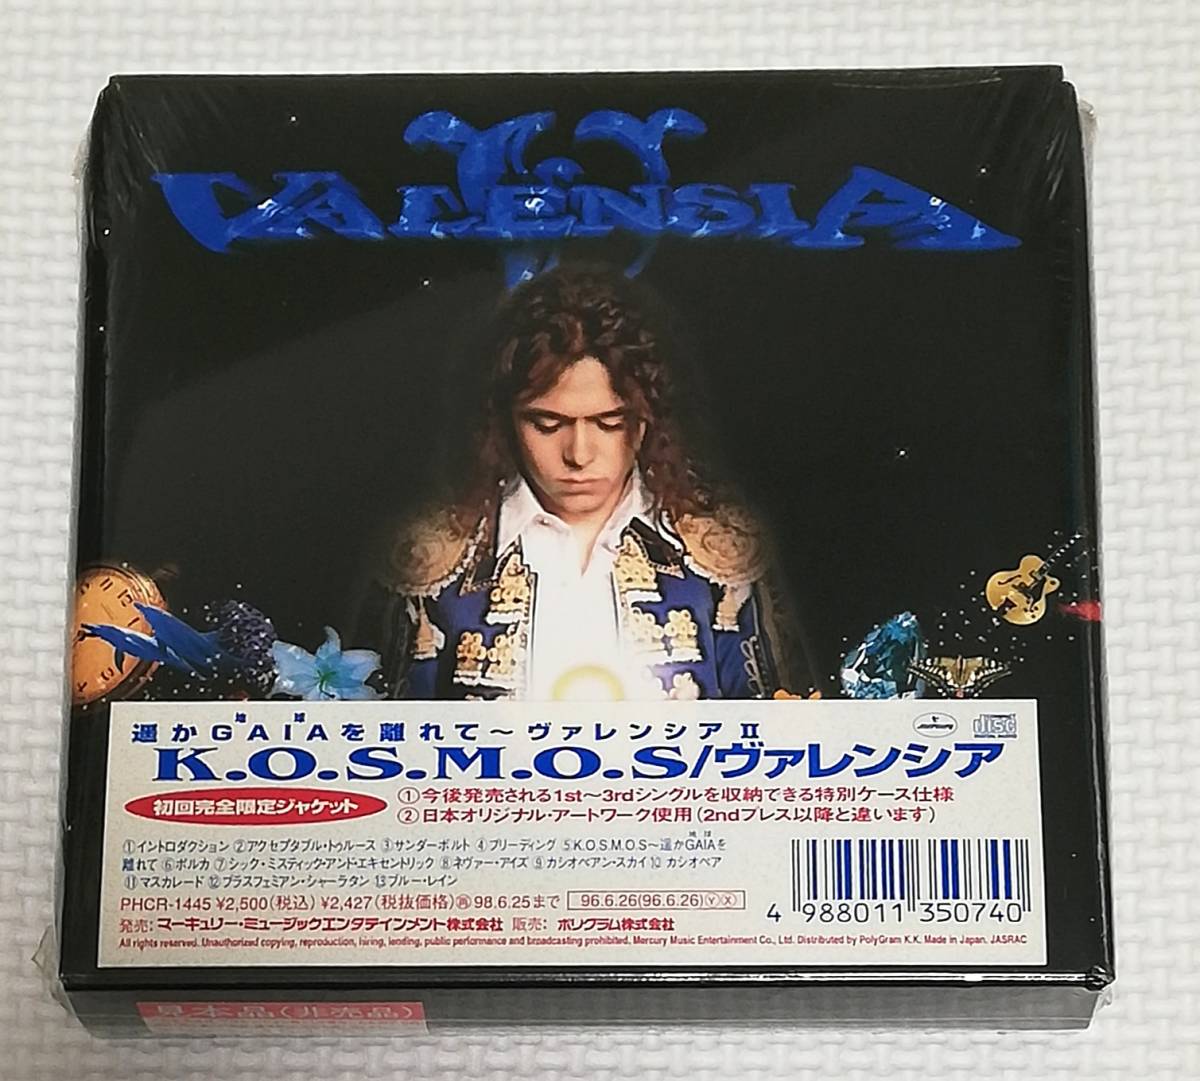 VALENSIA
遥かGAIAを離れて～ヴァレンシアⅡ
地球
K.O.S.M.O.S/ヴァレンシア
disc
DIGITAL AUDIO
初回完全限定ジャケット
①今後発売される1st～3rdシングルを収納できる特別ケース仕様
②日本オリジナル・アートワーク使用(2ndプレス以降と違います)
①イントロダクション ②アクセプタブル・トゥルース ③サンダーボルト ④ブリーディング ⑤K.O.S.M.O.S～遥かGAIAを
地球
離れて ⑥ポルカ ⑦シック・ミスティック・アンド・エキセントリック ⑧ネヴァー・アイズ ⑨カシオペアン・スカイ ⑩カシオペア
⑪マスカレード ⑫ブラスフェミアン・シャーラタン ⑬ブルー・レイン
PHCR-1445 ¥2,500(税込) ¥2,427(税抜価格) 再 98.6.25まで 96.6.26(96.6.26)ⓎⓍ
発売: マーキュリー・ミュージックエンタテインメント株式会社 販売: ポリグラム株式会社
All rights reserved. Unauthorized copying, reproduction, hiring, lending, public performance and broadcasting prohibited. Mercury Music Entertainment Co., Ltd. Distributed by PolyGram K.K. Made in Japan. JASRAC
4 988011 350740
見本品(非売品)